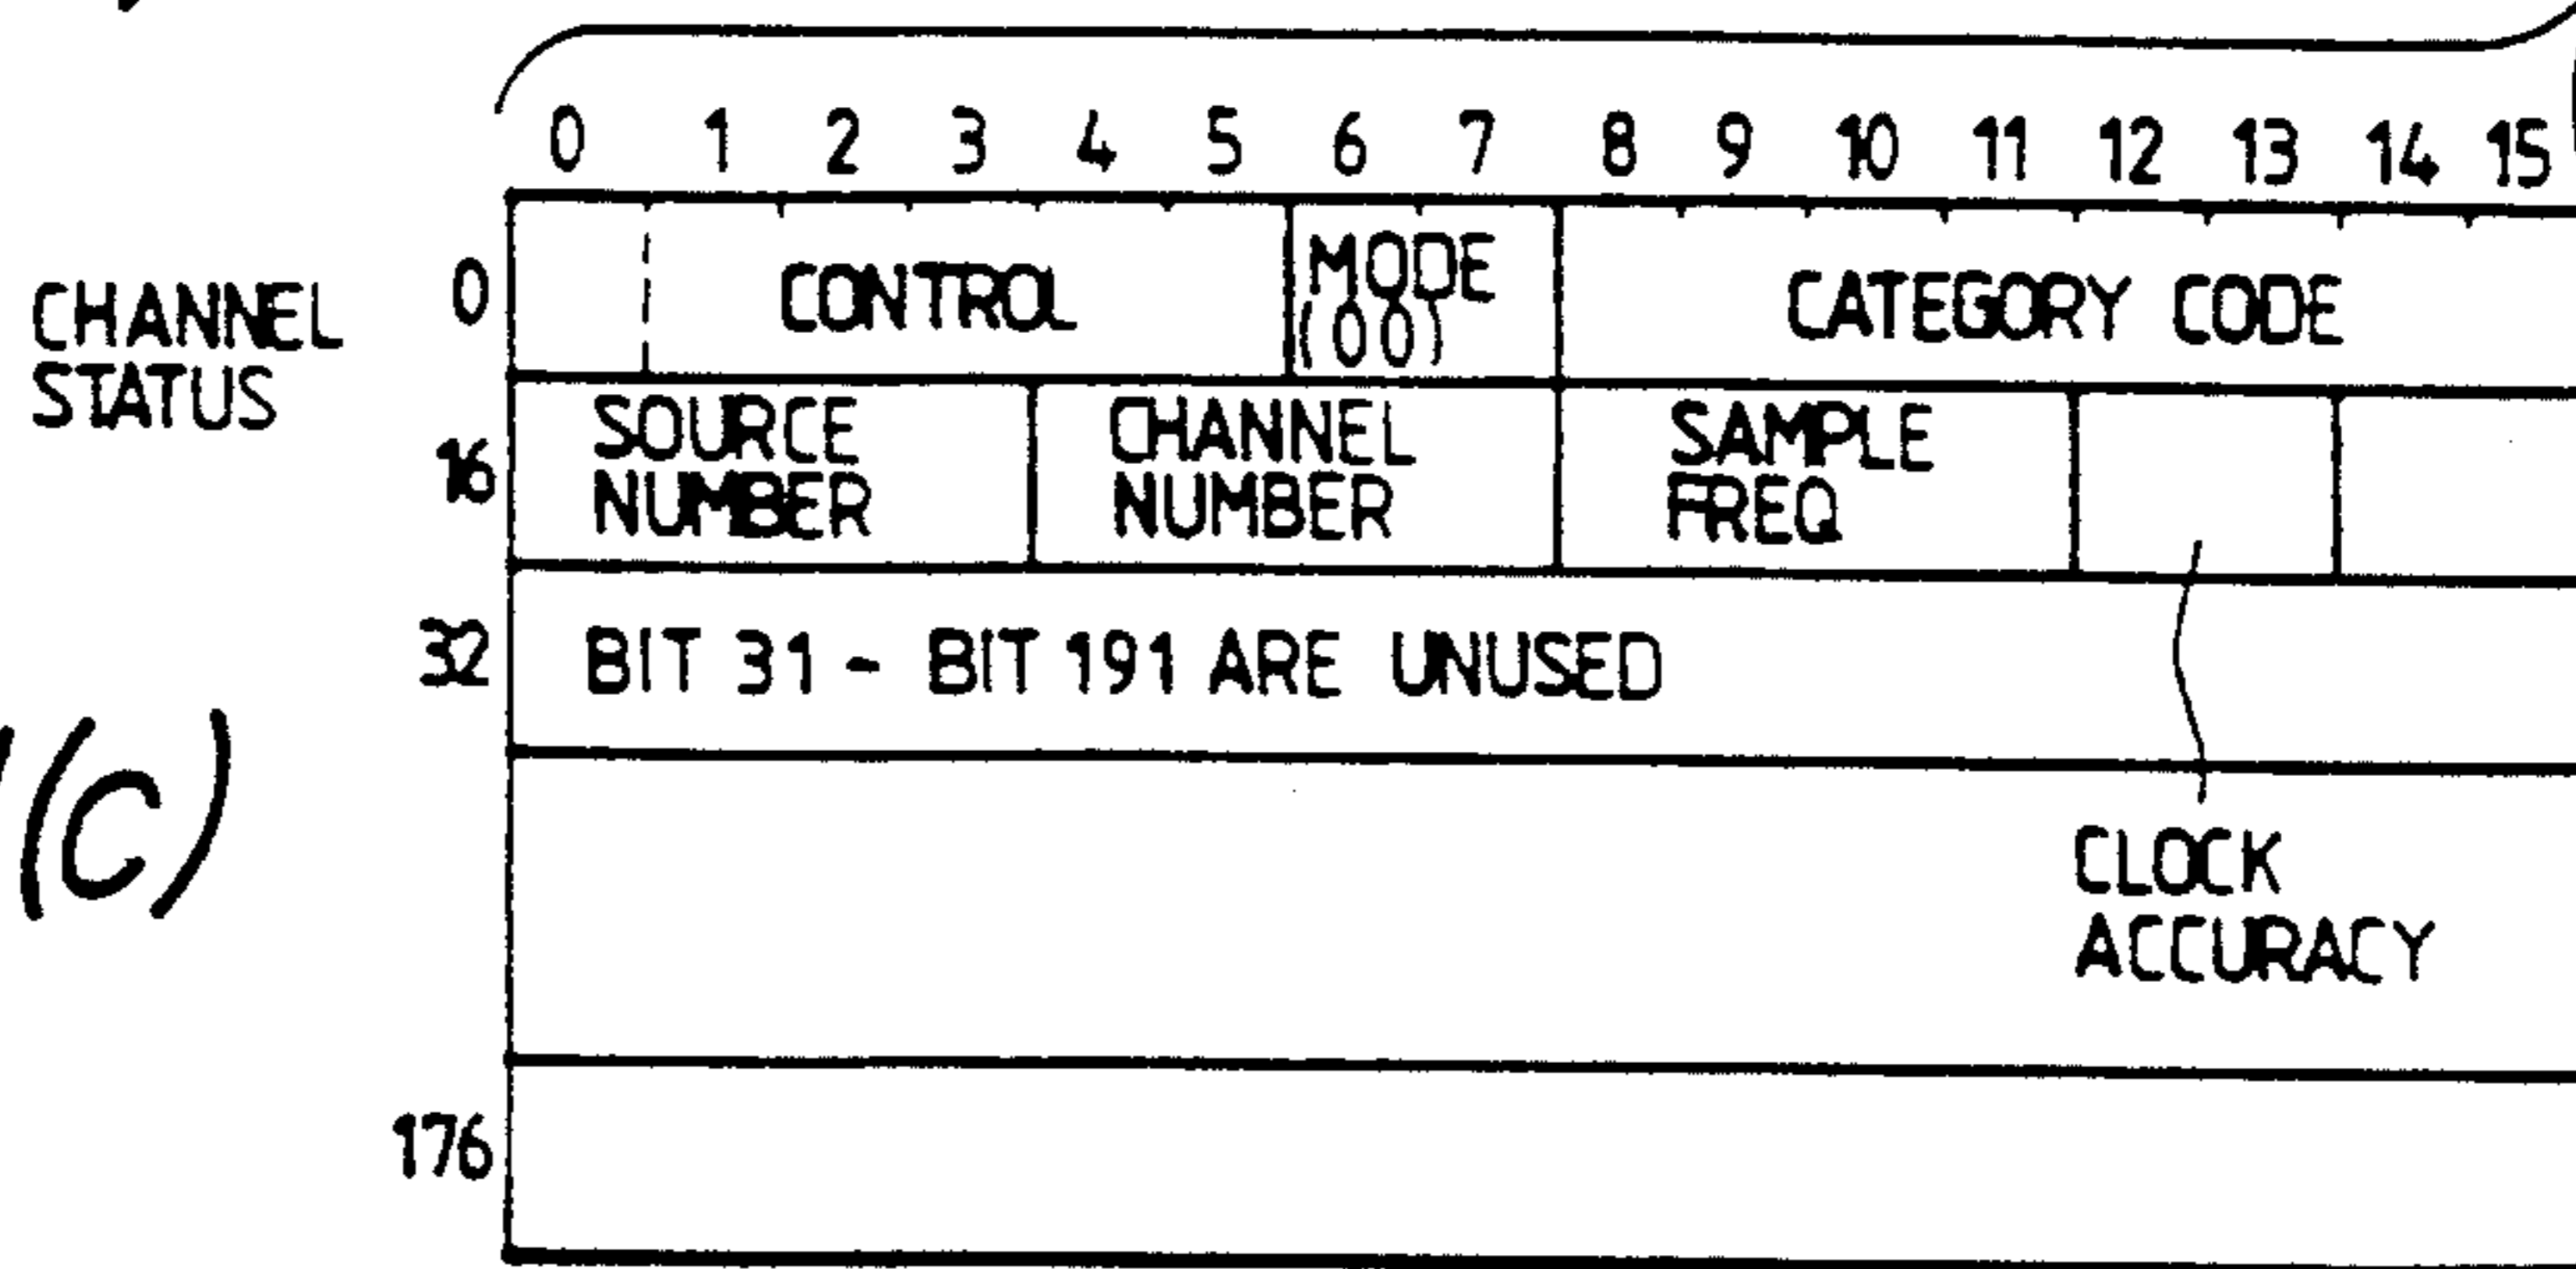 0 1 2 3 4 5 6 7 8 9 10 11 12 13 14 15
CHANNEL
STATUS
0
CONTROL
MODE
(00)
CATEGORY CODE
16
SOURCE
NUMBER
CHANNEL
NUMBER
SAMPLE
FREQ
32
BIT 31 - BIT 191 ARE UNUSED
(C)
CLOCK
ACCURACY
176